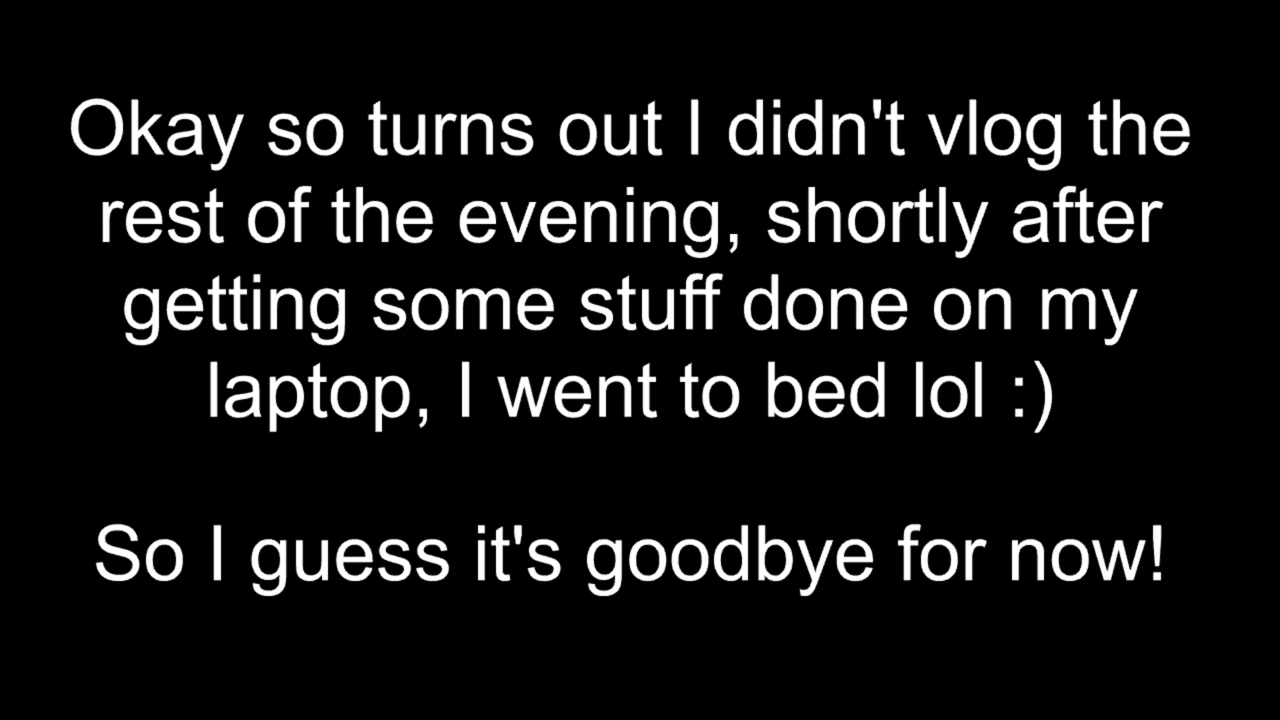 Okay so turns out I didn't vlog the
rest of the evening, shortly after
getting some stuff done on my
laptop, I went to bed lol :)
So I guess it's goodbye for now!